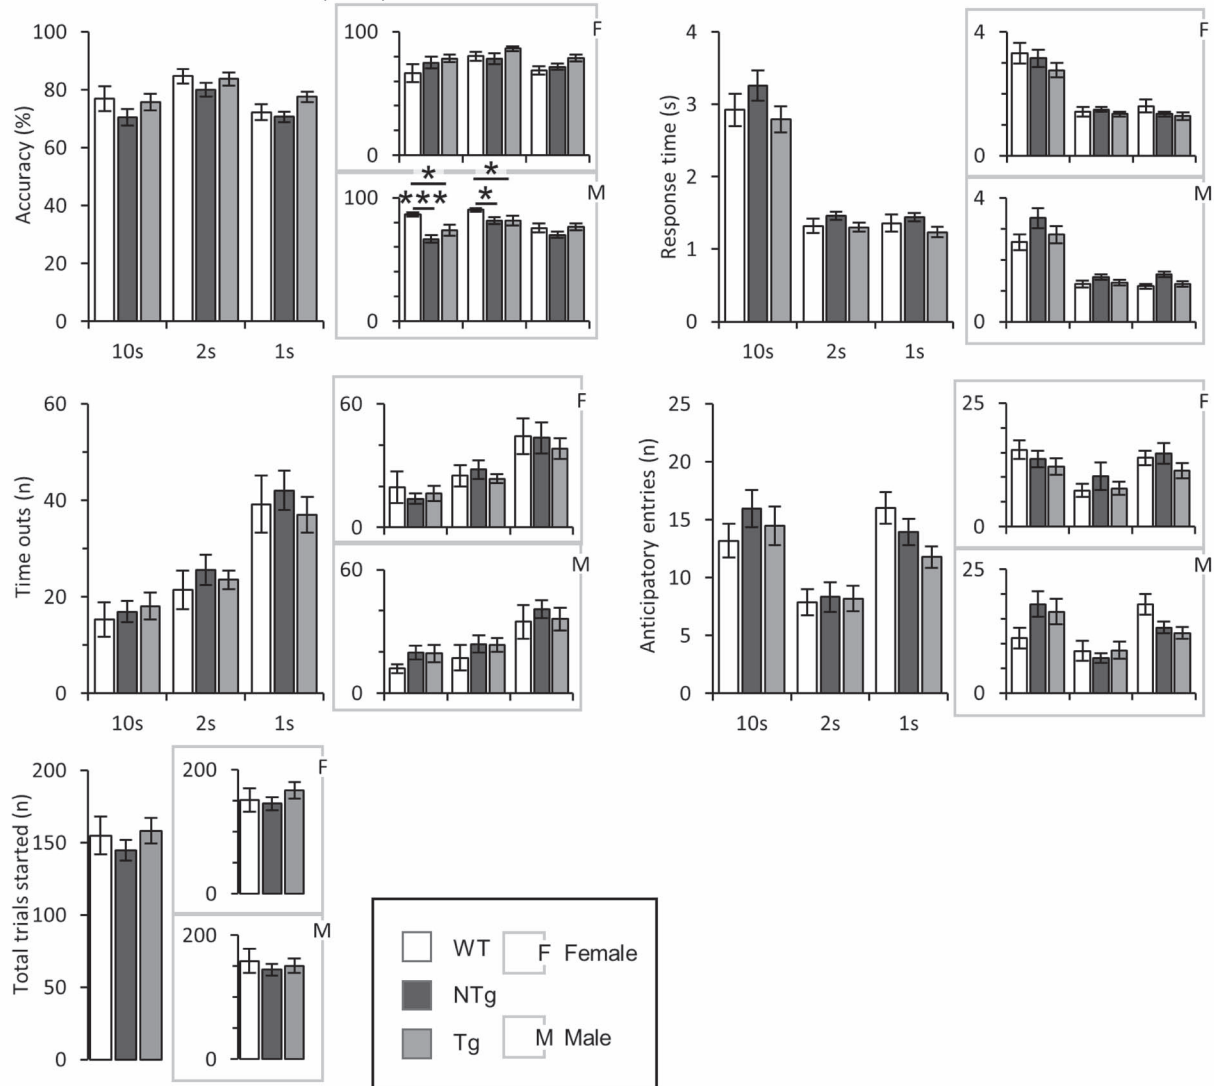 Accuracy (%)
100
80
60
40
20
0
10s 2s 1s
F
100
0
M
*
*** 
*
*
100
0
Response time (s)
4
3
2
1
0
10s 2s 1s
F
4
0
M
4
0
Time outs (n)
60
40
20
0
10s 2s 1s
F
60
0
M
60
0
Anticipatory entries (n)
25
20
15
10
5
0
10s 2s 1s
F
25
0
M
25
0
Total trials started (n)
200
150
100
50
0
F
200
0
M
200
0
WT F Female
NTg
Tg M Male